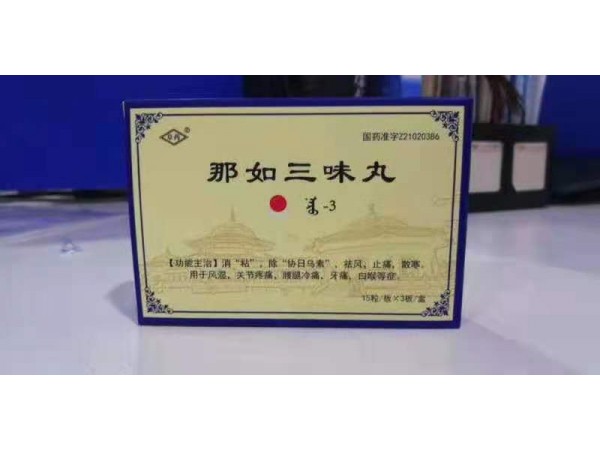 国药准字Z21020386
那如三味丸
-3
【功能主治】消“粘”,除“协日乌素”,祛风,止痛,散寒。
用于风湿,关节疼痛,腰腿冷痛,牙痛,白喉等症。
15粒/板×3板/盒